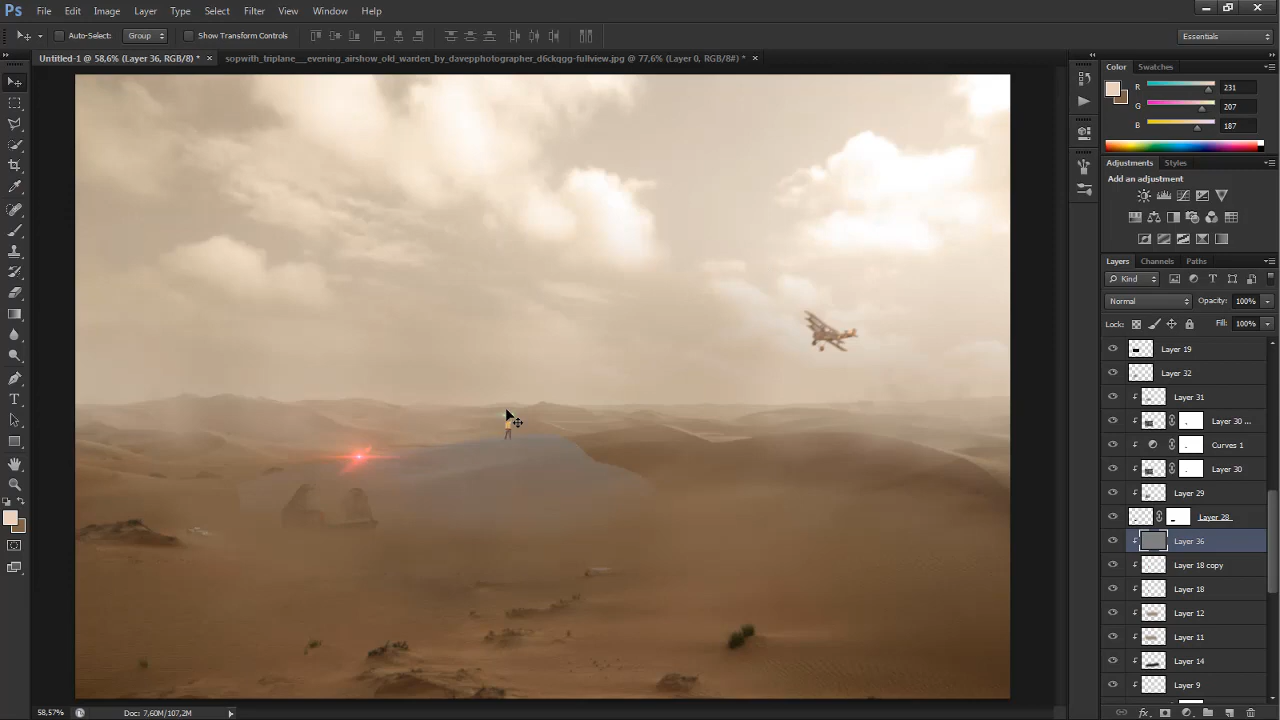 Ps File Edit Image Layer Type Select Filter View Window Help
Auto-Select: Group Show Transform Controls Essentials
Untitled-1 @ 58,6% (Layer 36, RGB/8) * × sopwith_triplane__evening_airshow_old_warden_by_davepphotographer_d6ckqgg-fullview.jpg @ 77,6% (Layer 0, RGB/8#) * ×
Color Swatches
R 231
G 207
B 187
Adjustments Styles
Add an adjustment
Layers Channels Paths
Kind
Normal Opacity: 100%
Lock: Fill: 100%
Layer 19
Layer 32
Layer 31
Layer 30 ...
Curves 1
Layer 30
Layer 29
Layer 28
Layer 36
Layer 18 copy
Layer 18
Layer 12
Layer 11
Layer 14
Layer 9
58,57% Doc: 7,60M/107,2M